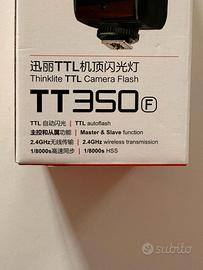 迅丽TTL机顶闪光灯
Thinklite TTL Camera Flash
TT350 F
TTL 自动闪光 | TTL autoflash
主控和从属功能 | Master & Slave function
2.4GHz无线传输 | 2.4GHz wireless transmission
1/8000s高速同步 | 1/8000s HSS
subito